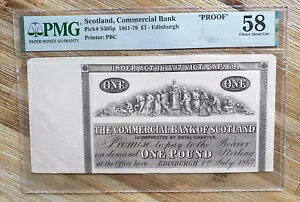 PMG
PAPER MONEY GUARANTY
Scotland, Commercial Bank
"PROOF"
Pick# S305p 1861-79 £1 - Edinburgh
Printer: PBC
58
Choice About Unc
UNDER ACT 16 & 17 VICT. CAP. 63.
ONE
ONE
THE COMMERCIAL BANK OF SCOTLAND
INCORPORATED BY ROYAL CHARTER
Promise to pay to the Bearer
on demand ONE POUND Sterling
at the Office here. EDINBURGH 1st July 1867